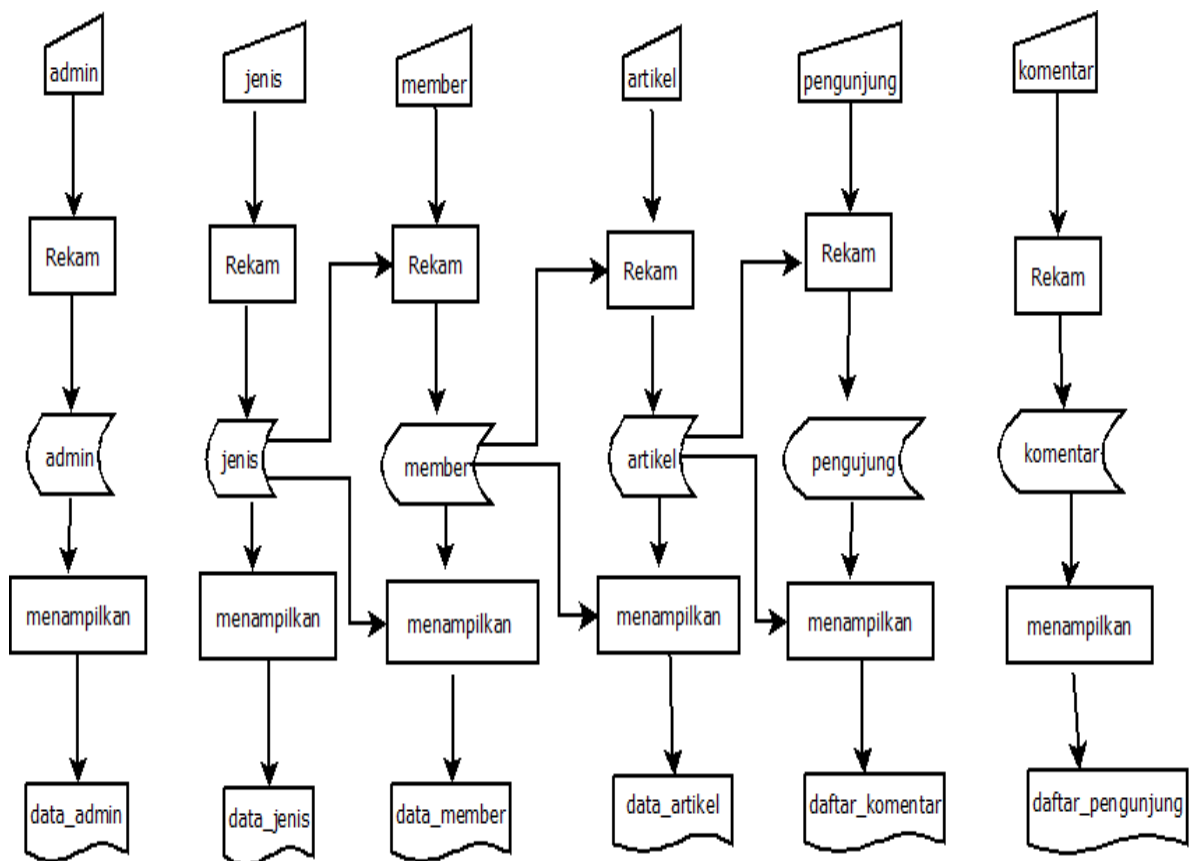 admin
jenis
member
artikel
pengunjung
komentar
Rekam
Rekam
Rekam
Rekam
Rekam
Rekam
admin
jenis
member
artikel
pengujung
komentar
menampilkan
menampilkan
menampilkan
menampilkan
menampilkan
menampilkan
data_admin
data_jenis
data_member
data_artikel
daftar_komentar
daftar_pengunjung